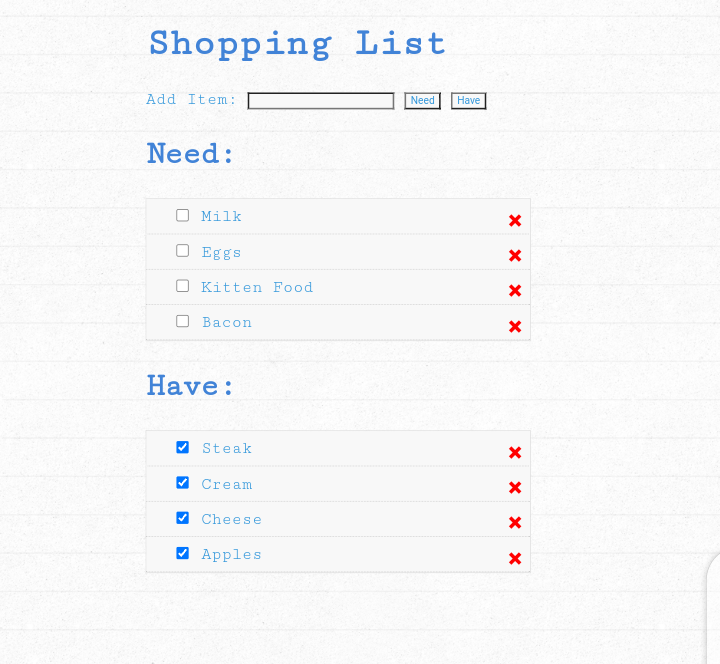 Shopping List
Add Item: Need Have
Need:
Milk
Eggs
Kitten Food
Bacon
Have:
Steak
Cream
Cheese
Apples